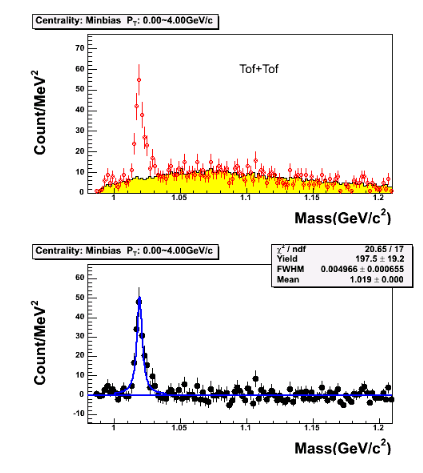 Centrality: Minbias P_T: 0.00~4.00GeV/c
Tof+Tof
Count/MeV²
70
60
50
40
30
20
10
0
1
1.05
1.1
1.15
1.2
Mass(GeV/c²)
Centrality: Minbias P_T: 0.00~4.00GeV/c
χ² / ndf 20.65 / 17
Yield 197.5 ± 19.2
FWHM 0.004966 ± 0.000655
Mean 1.019 ± 0.000
Count/MeV²
60
50
40
30
20
10
0
-10
1
1.05
1.1
1.15
1.2
Mass(GeV/c²)